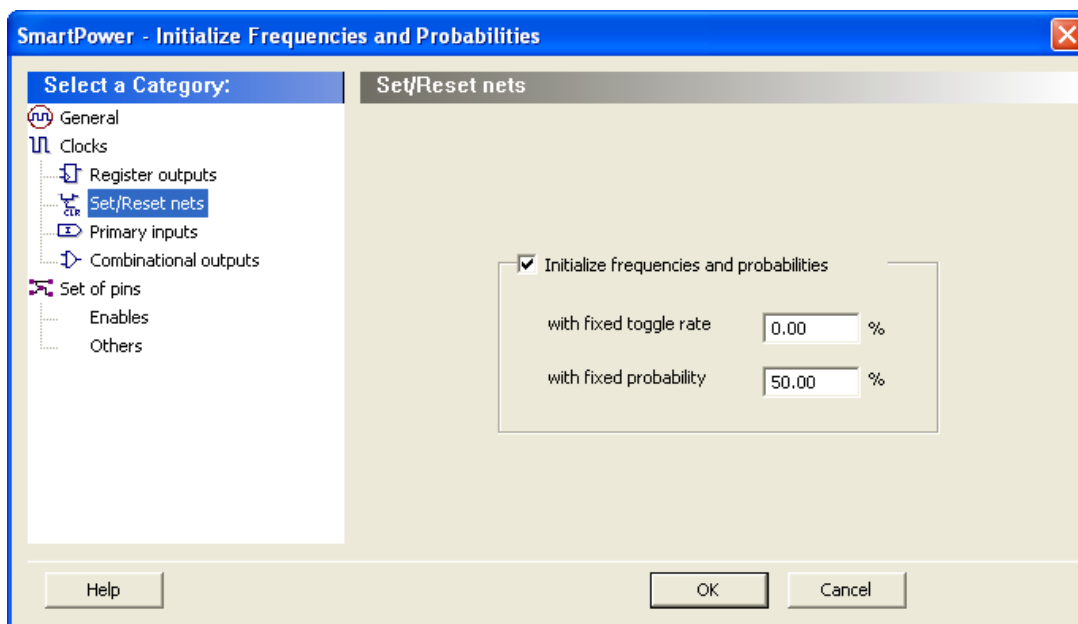 SmartPower - Initialize Frequencies and Probabilities
Select a Category:
Set/Reset nets
General
Clocks
Register outputs
CLR
Set/Reset nets
Primary inputs
Combinational outputs
Set of pins
Enables
Others
Initialize frequencies and probabilities
with fixed toggle rate 0.00 %
with fixed probability 50.00 %
Help
OK
Cancel